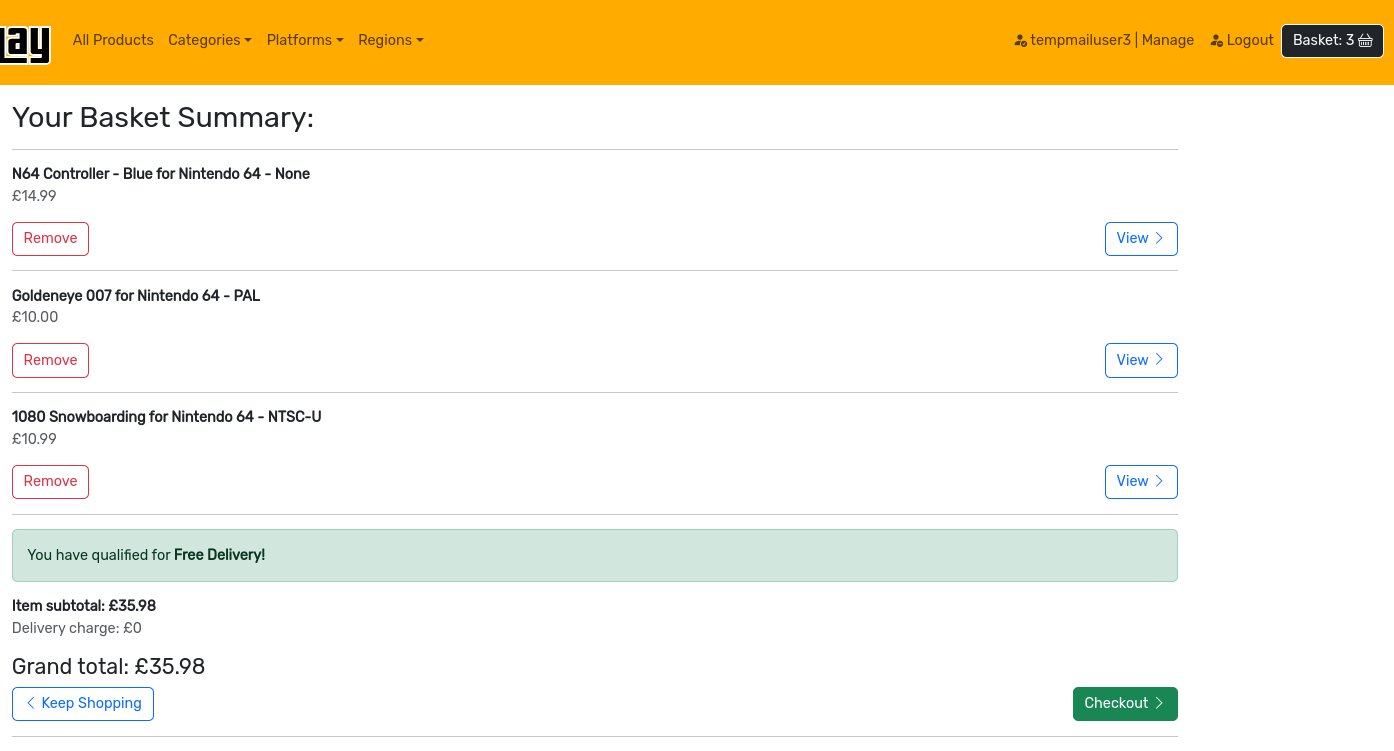 lay All Products Categories Platforms Regions tempmailuser3 | Manage Logout Basket: 3
Your Basket Summary:
N64 Controller - Blue for Nintendo 64 - None
£14.99
Remove View
Goldeneye 007 for Nintendo 64 - PAL
£10.00
Remove View
1080 Snowboarding for Nintendo 64 - NTSC-U
£10.99
Remove View
You have qualified for Free Delivery!
Item subtotal: £35.98
Delivery charge: £0
Grand total: £35.98
Keep Shopping Checkout